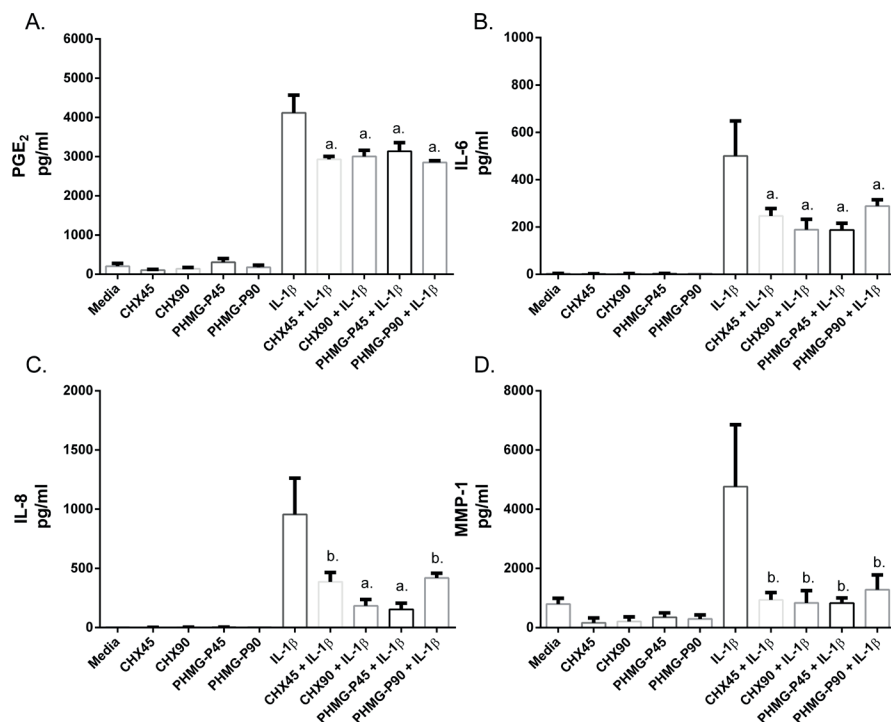 A.
PGE2
pg/ml
6000
5000
4000
3000
2000
1000
0
a.
a.
a.
a.
Media
CHX45
CHX90
PHMG-P45
PHMG-P90
IL-1β
CHX45 + IL-1β
CHX90 + IL-1β
PHMG-P45 + IL-1β
PHMG-P90 + IL-1β
B.
IL-6
pg/ml
1000
800
600
400
200
0
a.
a.
a.
a.
Media
CHX45
CHX90
PHMG-P45
PHMG-P90
IL-1β
CHX45 + IL-1β
CHX90 + IL-1β
PHMG-P45 + IL-1β
PHMG-P90 + IL-1β
C.
IL-8
pg/ml
2000
1500
1000
500
0
b.
a.
a.
b.
Media
CHX45
CHX90
PHMG-P45
PHMG-P90
IL-1β
CHX45 + IL-1β
CHX90 + IL-1β
PHMG-P45 + IL-1β
PHMG-P90 + IL-1β
D.
MMP-1
pg/ml
8000
6000
4000
2000
0
b.
b.
b.
b.
Media
CHX45
CHX90
PHMG-P45
PHMG-P90
IL-1β
CHX45 + IL-1β
CHX90 + IL-1β
PHMG-P45 + IL-1β
PHMG-P90 + IL-1β